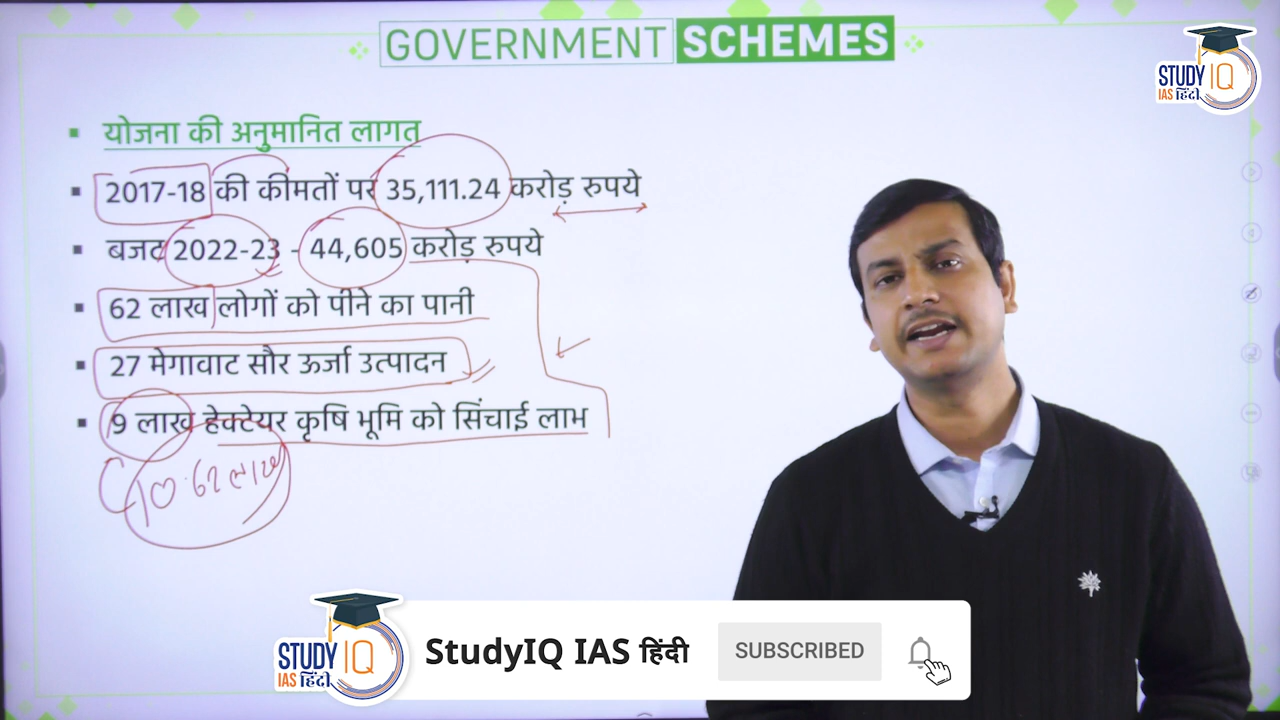 GOVERNMENT SCHEMES
STUDY IQ
IAS हिंदी
योजना की अनुमानित लागत
2017-18 की कीमतों पर 35,111.24 करोड़ रुपये
बजट 2022-23 - 44,605 करोड़ रुपये
62 लाख लोगों को पीने का पानी
27 मेगावाट सौर ऊर्जा उत्पादन
9 लाख हेक्टेयर कृषि भूमि को सिंचाई लाभ
10.62 लाख
STUDY IQ
IAS हिंदी
StudyIQ IAS हिंदी
SUBSCRIBED